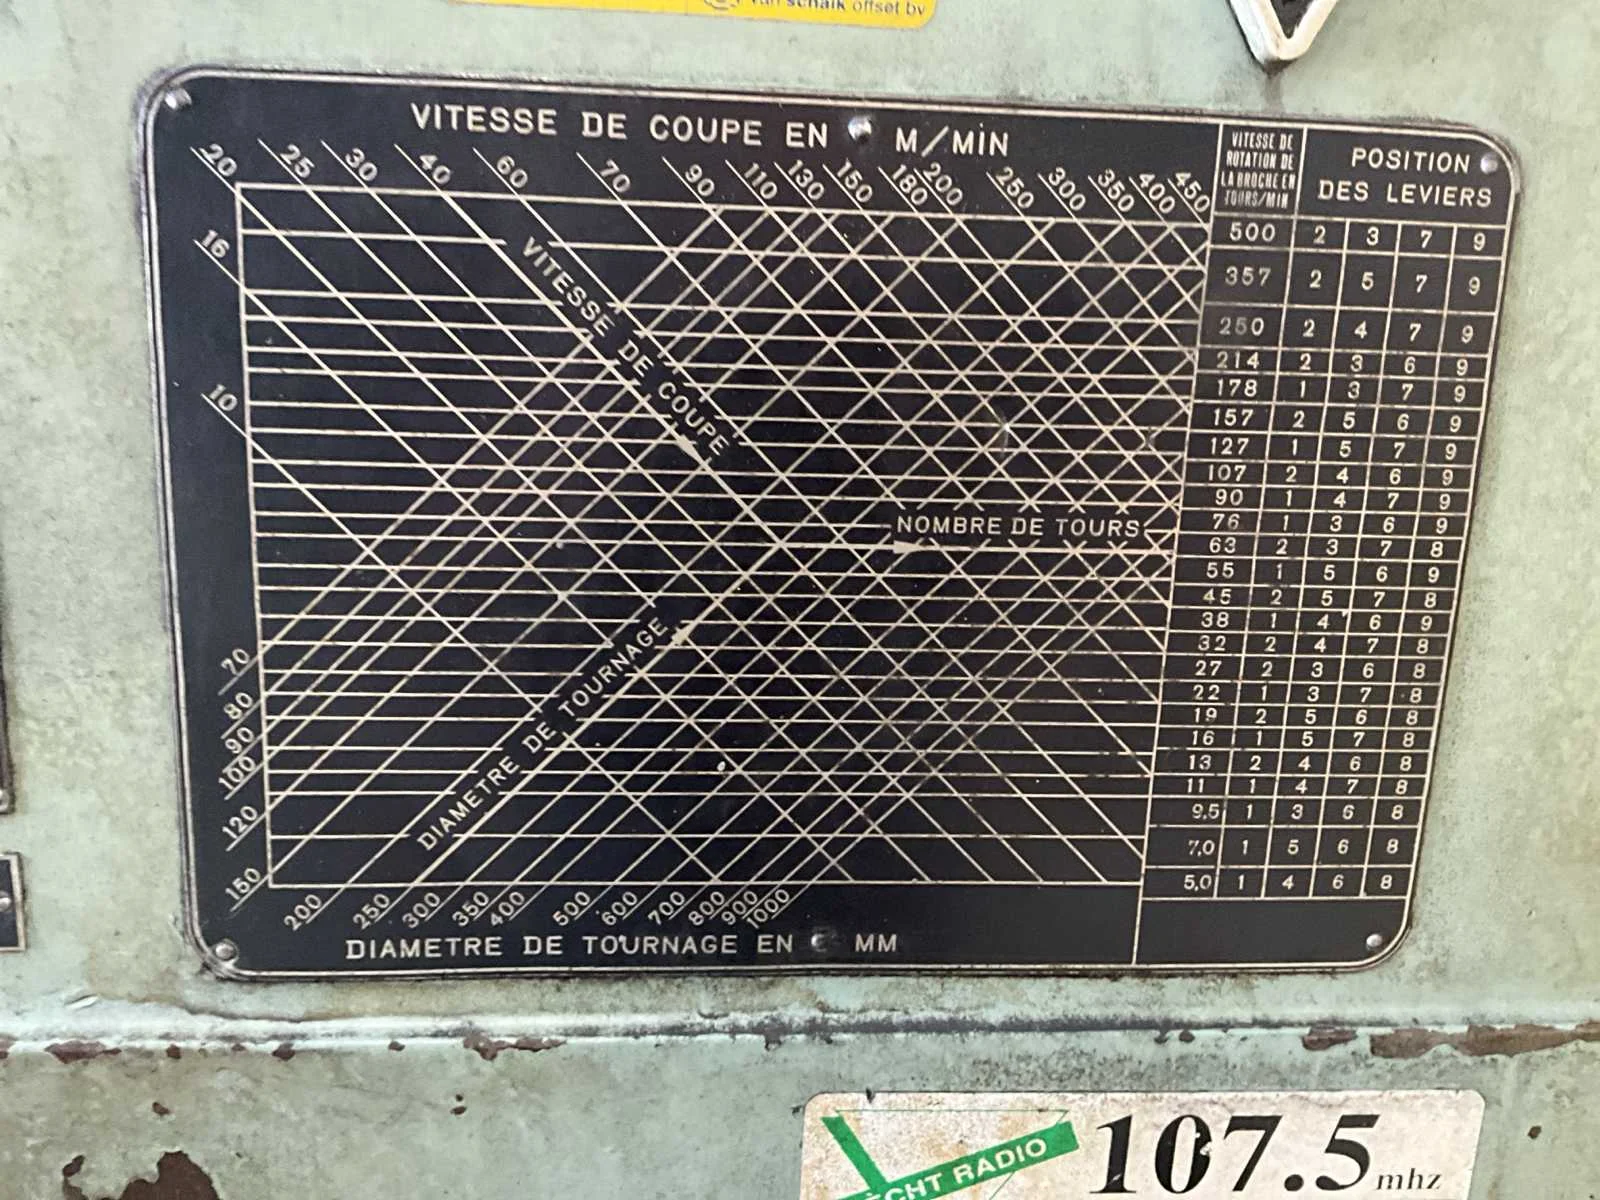 van schaik offset bv
VITESSE DE COUPE EN M/MIN
20 25 30 40 60 70 90 110 130 150 180 200 250 300 350 400 450
16
10
VITESSE DE COUPE
NOMBRE DE TOURS
DIAMETRE DE TOURNAGE
70
80
90
100
120
150
200 250 300 350 400 500 600 700 800 900 1000
DIAMETRE DE TOURNAGE EN MM
VITESSE DE
ROTATION DE
LA BROCHE EN
TOURS/MIN
POSITION
DES LEVIERS
500 2 3 7 9
357 2 5 7 9
250 2 4 7 9
214 2 3 6 9
178 1 3 7 9
157 2 5 6 9
127 1 5 7 9
107 2 4 6 9
90 1 4 7 9
76 1 3 6 9
63 2 3 7 8
55 1 5 6 9
45 2 5 7 8
38 1 4 6 9
32 2 4 7 8
27 2 3 6 8
22 1 3 7 8
19 2 5 6 8
16 1 5 7 8
13 2 4 6 8
11 1 4 7 8
9,5 1 3 6 8
7,0 1 5 6 8
5,0 1 4 6 8
ECHT RADIO
107.5 mhz